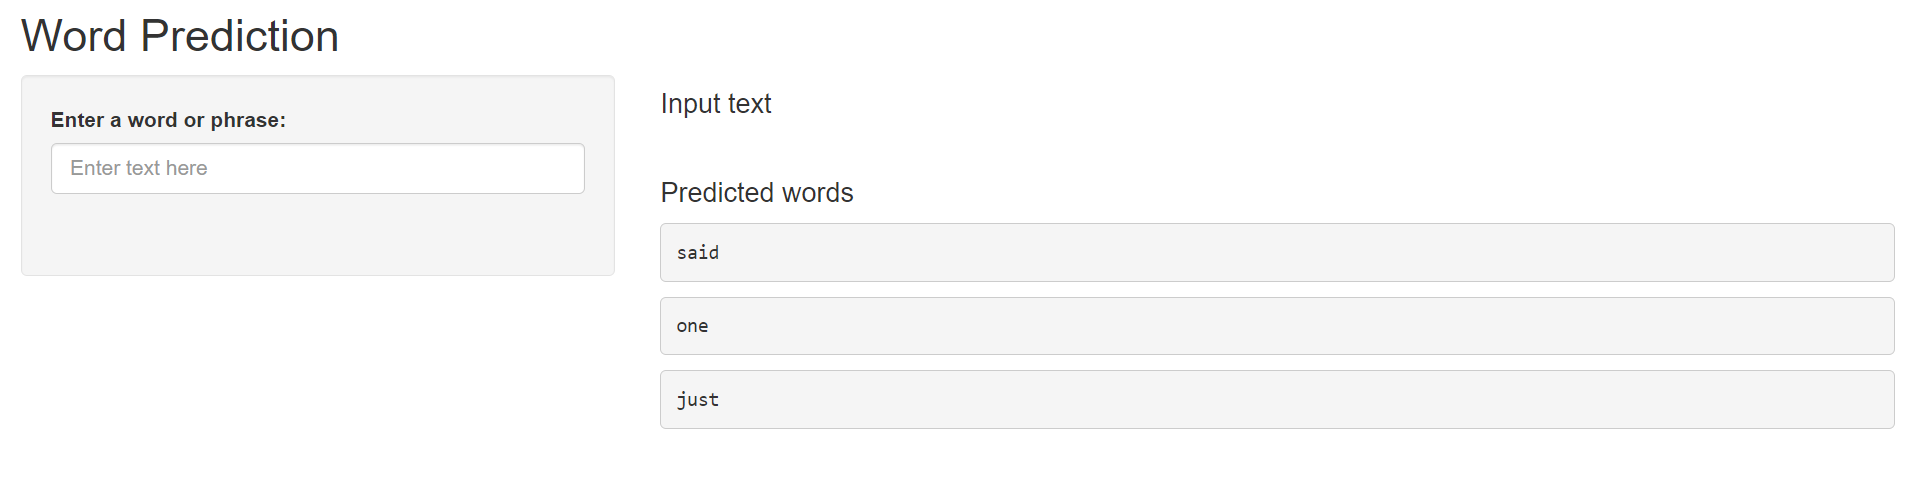 Word Prediction
Enter a word or phrase:
Enter text here
Input text
Predicted words
said
one
just